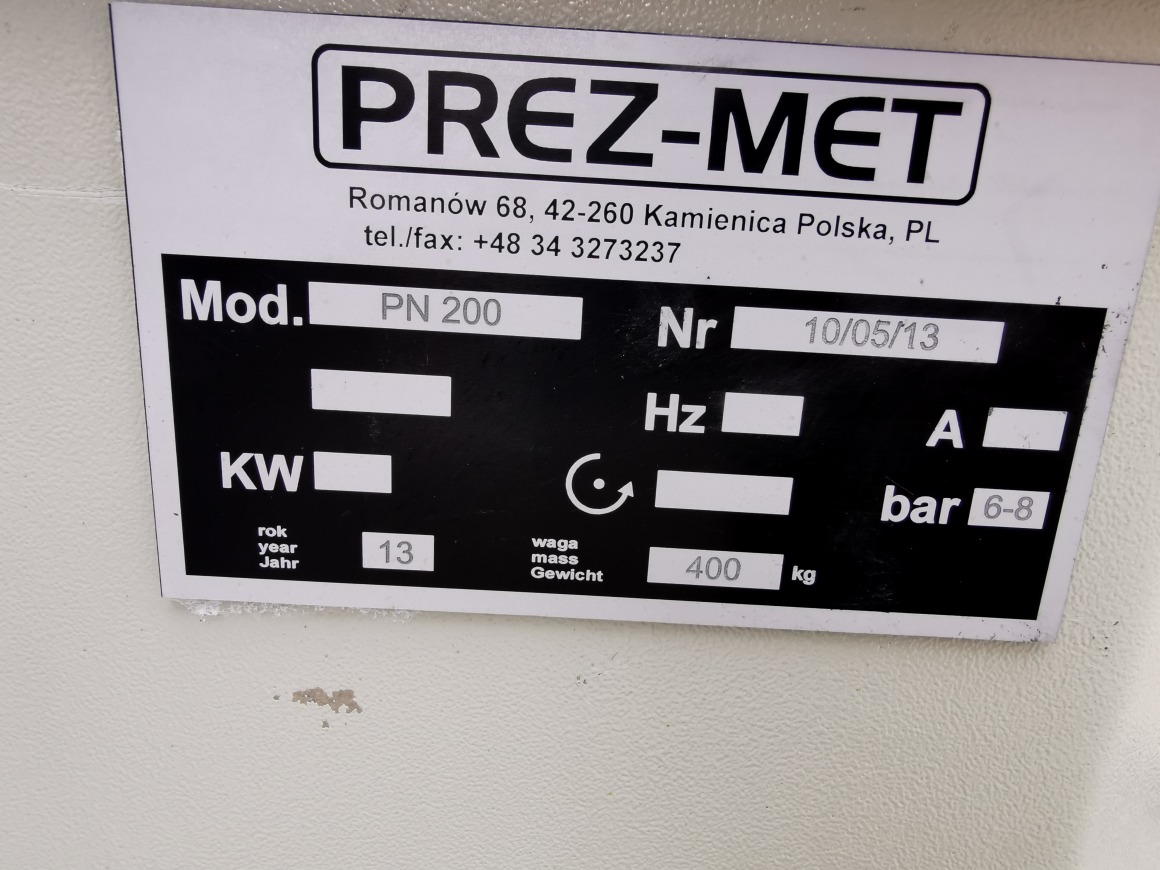 PREZ-MET
Romanów 68, 42-260 Kamienica Polska, PL
tel./fax: +48 34 3273237
Mod. PN 200 Nr 10/05/13
Hz A
KW bar 6-8
rok
year
Jahr
13
waga
mass
Gewicht
400 kg